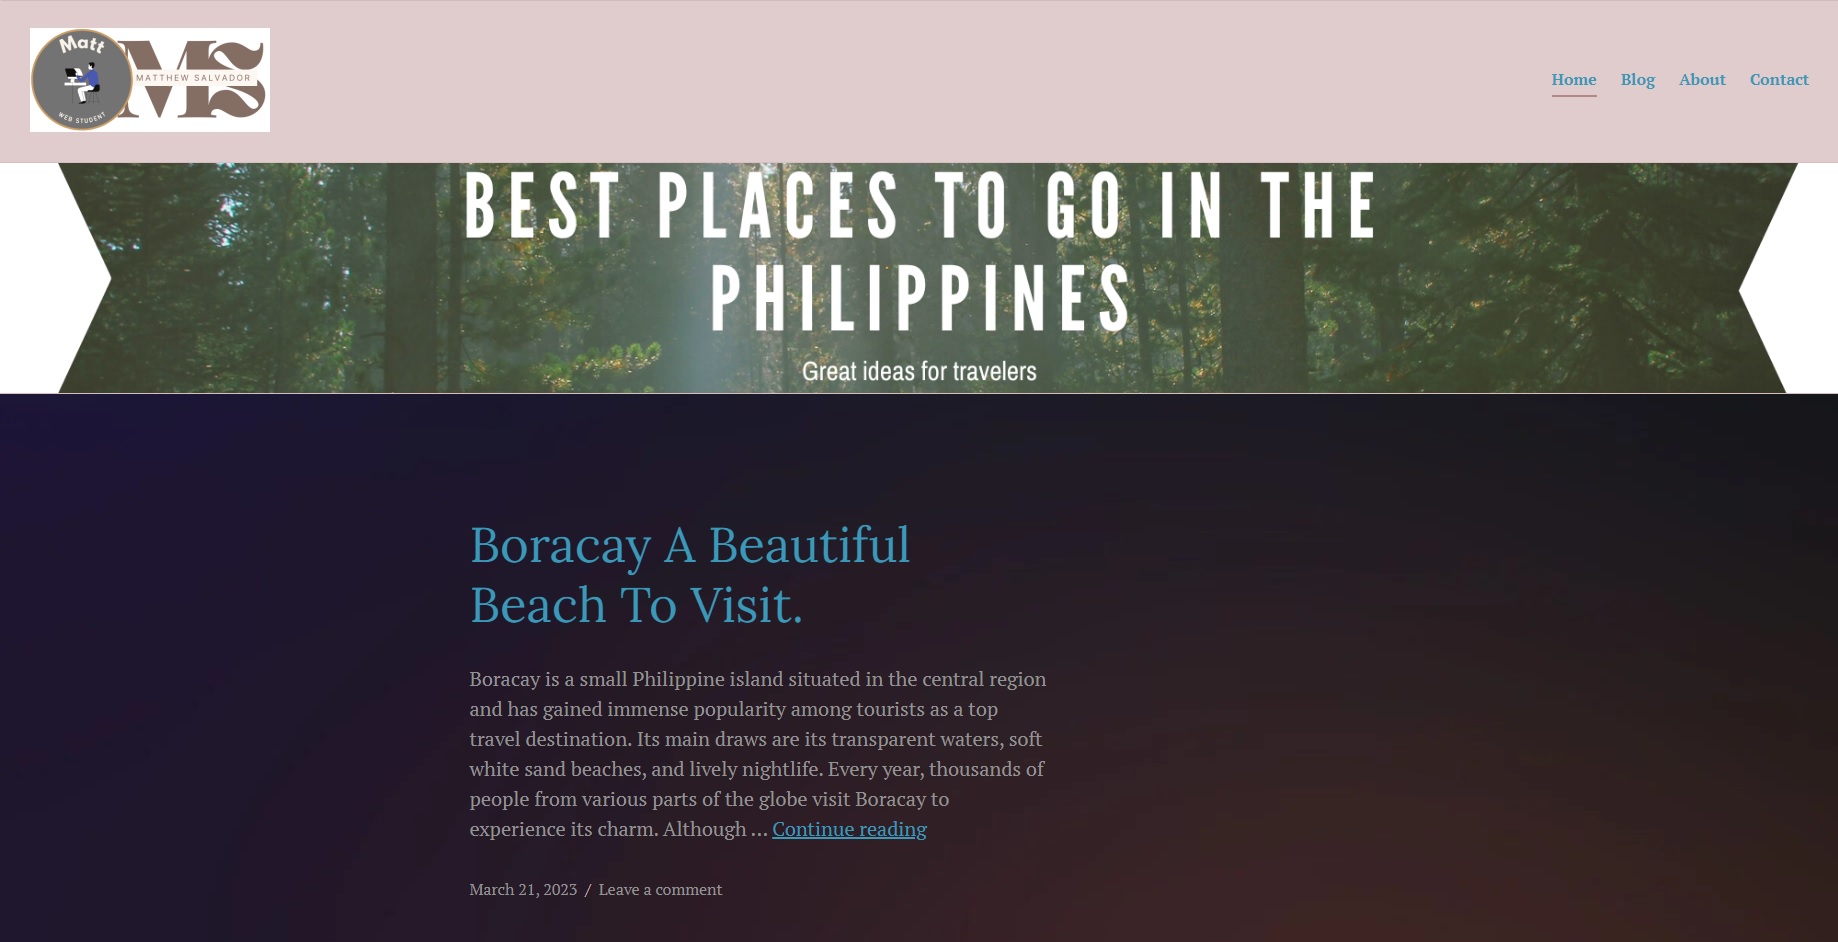 Matt
WEB STUDENT
MS
MATTHEW SALVADOR
Home Blog About Contact
BEST PLACES TO GO IN THE
PHILIPPINES
Great ideas for travelers
Boracay A Beautiful
Beach To Visit.
Boracay is a small Philippine island situated in the central region
and has gained immense popularity among tourists as a top
travel destination. Its main draws are its transparent waters, soft
white sand beaches, and lively nightlife. Every year, thousands of
people from various parts of the globe visit Boracay to
experience its charm. Although … Continue reading
March 21, 2023 / Leave a comment